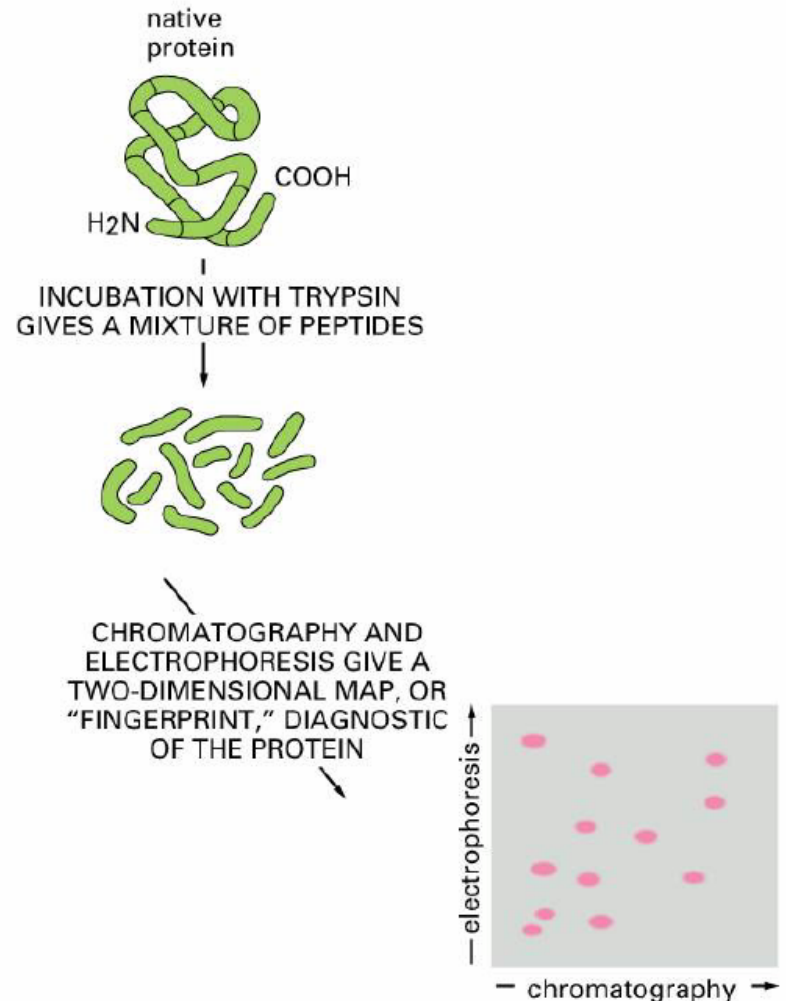 native
protein
COOH
H2N
INCUBATION WITH TRYPSIN
GIVES A MIXTURE OF PEPTIDES
CHROMATOGRAPHY AND
ELECTROPHORESIS GIVE A
TWO-DIMENSIONAL MAP, OR
“FINGERPRINT,” DIAGNOSTIC
OF THE PROTEIN
electrophoresis
chromatography